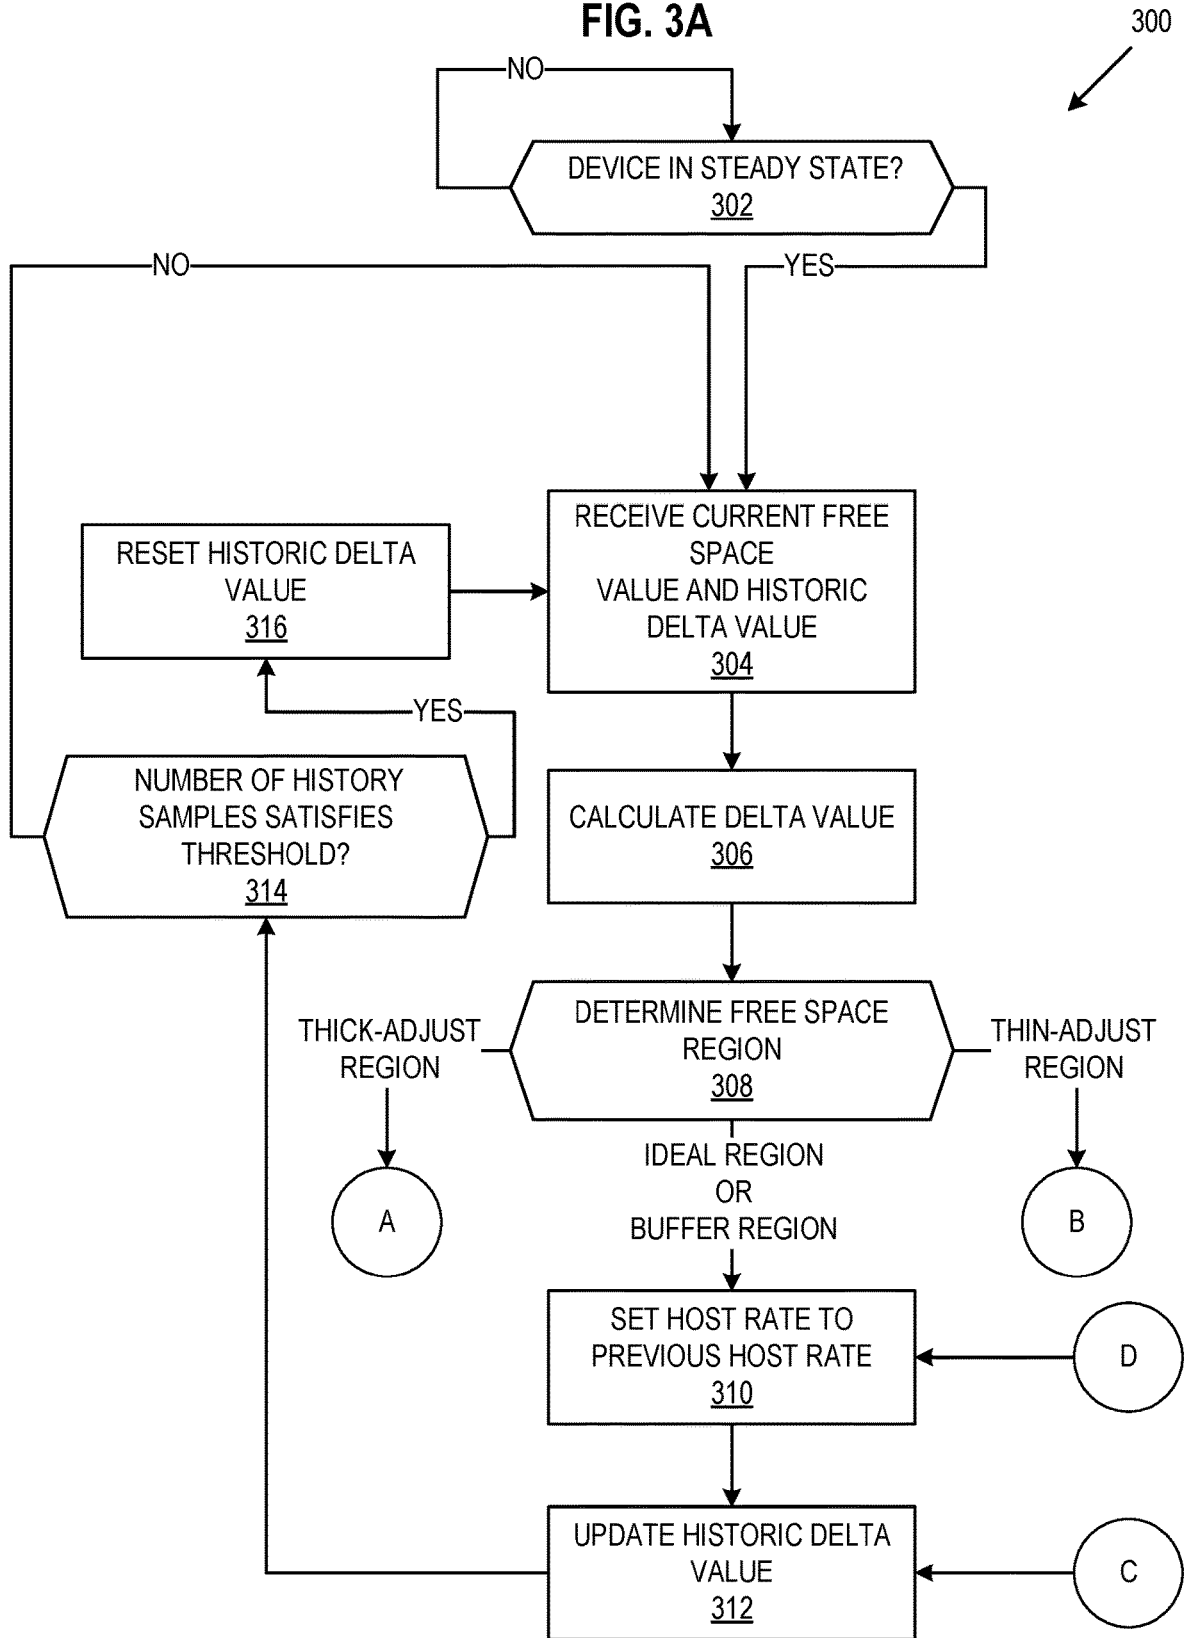 FIG. 3A
300
NO
DEVICE IN STEADY STATE?
302
NO
YES
RECEIVE CURRENT FREE
SPACE
VALUE AND HISTORIC
DELTA VALUE
304
RESET HISTORIC DELTA
VALUE
316
YES
NUMBER OF HISTORY
SAMPLES SATISFIES
THRESHOLD?
314
CALCULATE DELTA VALUE
306
DETERMINE FREE SPACE
REGION
308
THICK-ADJUST
REGION
THIN-ADJUST
REGION
A
IDEAL REGION
OR
BUFFER REGION
B
SET HOST RATE TO
PREVIOUS HOST RATE
310
D
UPDATE HISTORIC DELTA
VALUE
312
C